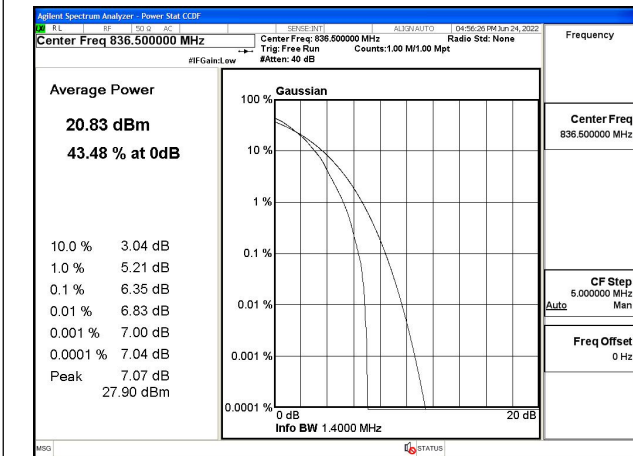 Agilent Spectrum Analyzer - Power Stat CCDF
RL RF 50 Ω AC SENSE:INT ALIGNAUTO 04:56:26 PM Jun 24, 2022
Center Freq 836.500000 MHz
Center Freq: 836.500000 MHz Radio Std: None
Trig: Free Run Counts:1.00 M/1.00 Mpt
#IFGain:Low #Atten: 40 dB
Frequency
Average Power
20.83 dBm
43.48 % at 0dB
10.0 % 3.04 dB
1.0 % 5.21 dB
0.1 % 6.35 dB
0.01 % 6.83 dB
0.001 % 7.00 dB
0.0001 % 7.04 dB
Peak 7.07 dB
27.90 dBm
Gaussian
100 %
10 %
1 %
0.1 %
0.01 %
0.001 %
0.0001 %
0 dB 20 dB
Info BW 1.4000 MHz
Center Freq
836.500000 MHz
CF Step
5.000000 MHz
Auto Man
Freq Offset
0 Hz
MSG STATUS